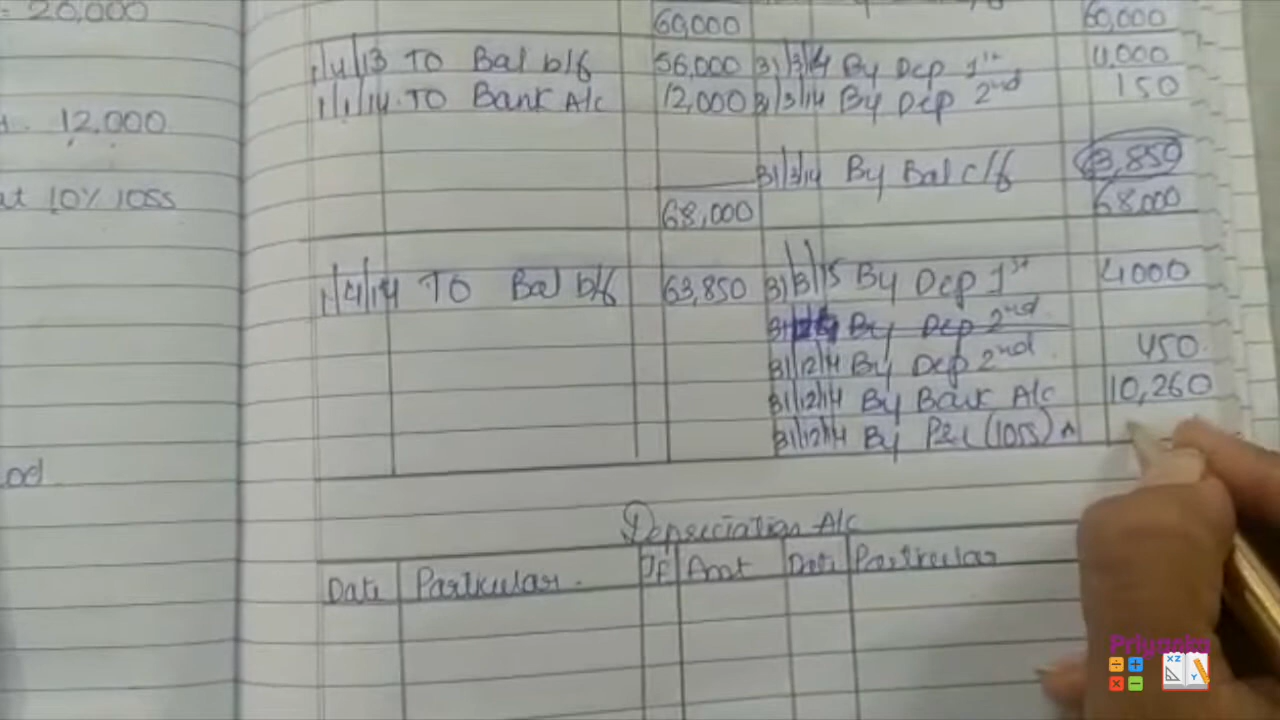 = 20,000
12,000
at 10% loss
od
60,000 60,000
1/4/13 TO Bal b/f 56,000 31/3/14 By Dep 1st 4,000
1/1/14 TO Bank A/c 12,000 31/3/14 By Dep 2nd 150
31/3/14 By Bal c/f 63,850
68,000 68,000
1/4/14 TO Bal b/f 63,850 31/3/15 By Dep 1st 4000
By Dep 2nd
31/12/14 By Dep 2nd 450
31/12/14 By Bank A/c 10,260
31/12/14 By P&L (loss) A
Depreciation A/c
Date Particular Jf Amt Date Particular
Priyanka